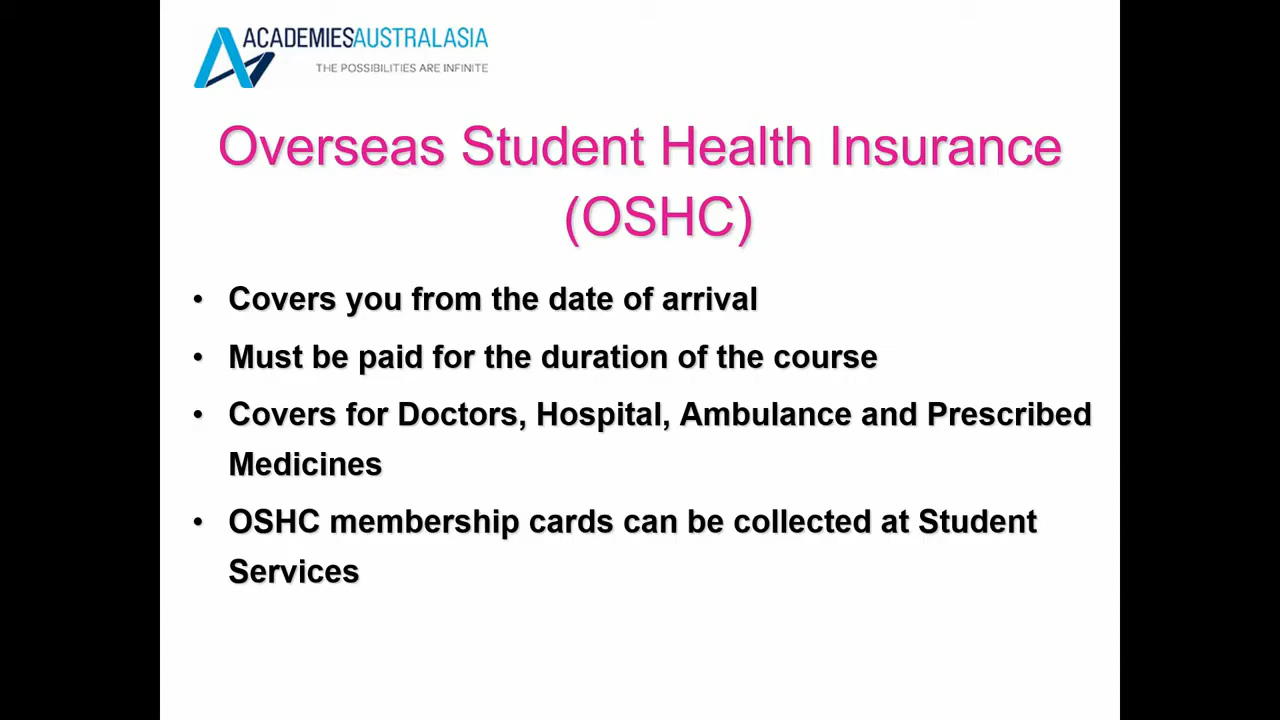 ACADEMIESAUSTRALASIA
THE POSSIBILITIES ARE INFINITE
Overseas Student Health Insurance
(OSHC)
• Covers you from the date of arrival
• Must be paid for the duration of the course
• Covers for Doctors, Hospital, Ambulance and Prescribed
Medicines
• OSHC membership cards can be collected at Student
Services